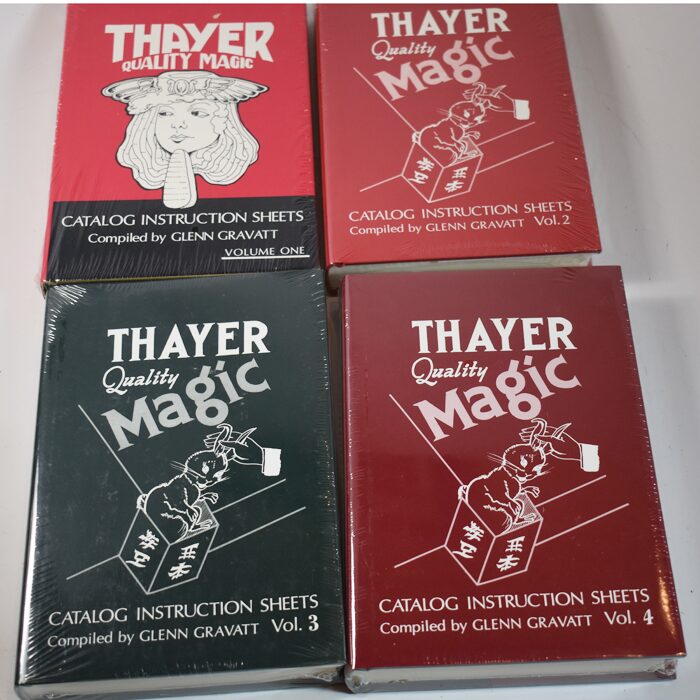 THAYER
QUALITY MAGIC
CATALOG INSTRUCTION SHEETS
Compiled by GLENN GRAVATT
VOLUME ONE
THAYER
Quality
Magic
CATALOG INSTRUCTION SHEETS
Compiled by GLENN GRAVATT Vol. 2
THAYER
Quality
Magic
CATALOG INSTRUCTION SHEETS
Compiled by GLENN GRAVATT Vol. 3
THAYER
Quality
Magic
CATALOG INSTRUCTION SHEETS
Compiled by GLENN GRAVATT Vol. 4